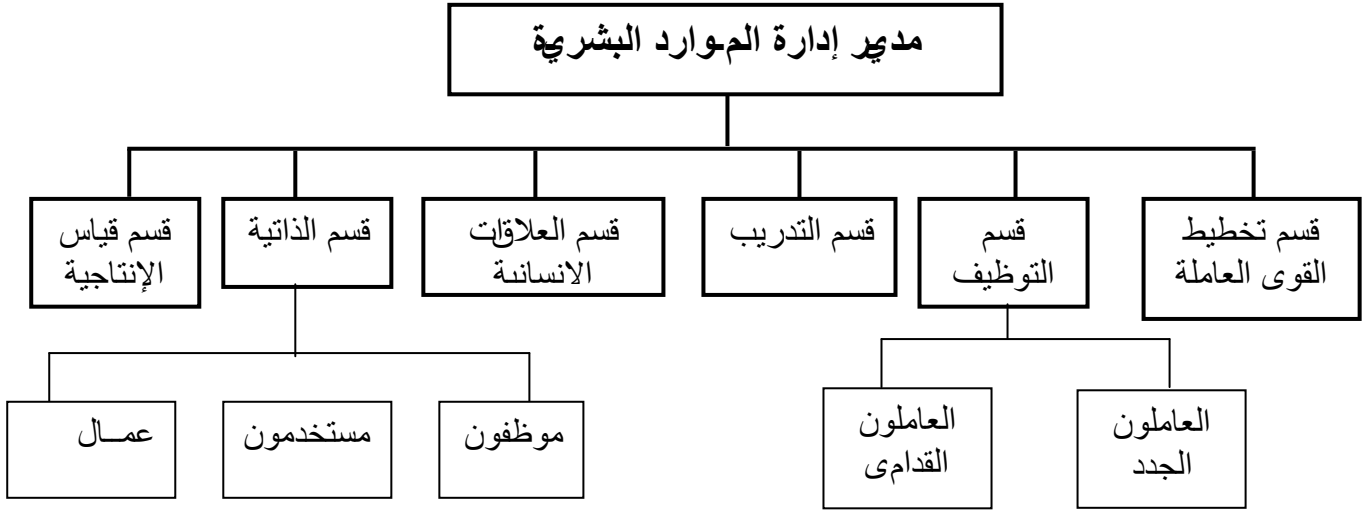 مدير إدارة الموارد البشرية
قسم تخطيط
القوى العاملة
قسم
التوظيف
قسم التدريب
قسم العلاقات
الانسانية
قسم الذاتية
قسم قياس
الإنتاجية
العاملون
الجدد
العاملون
القدامى
موظفون
مستخدمون
عمــال